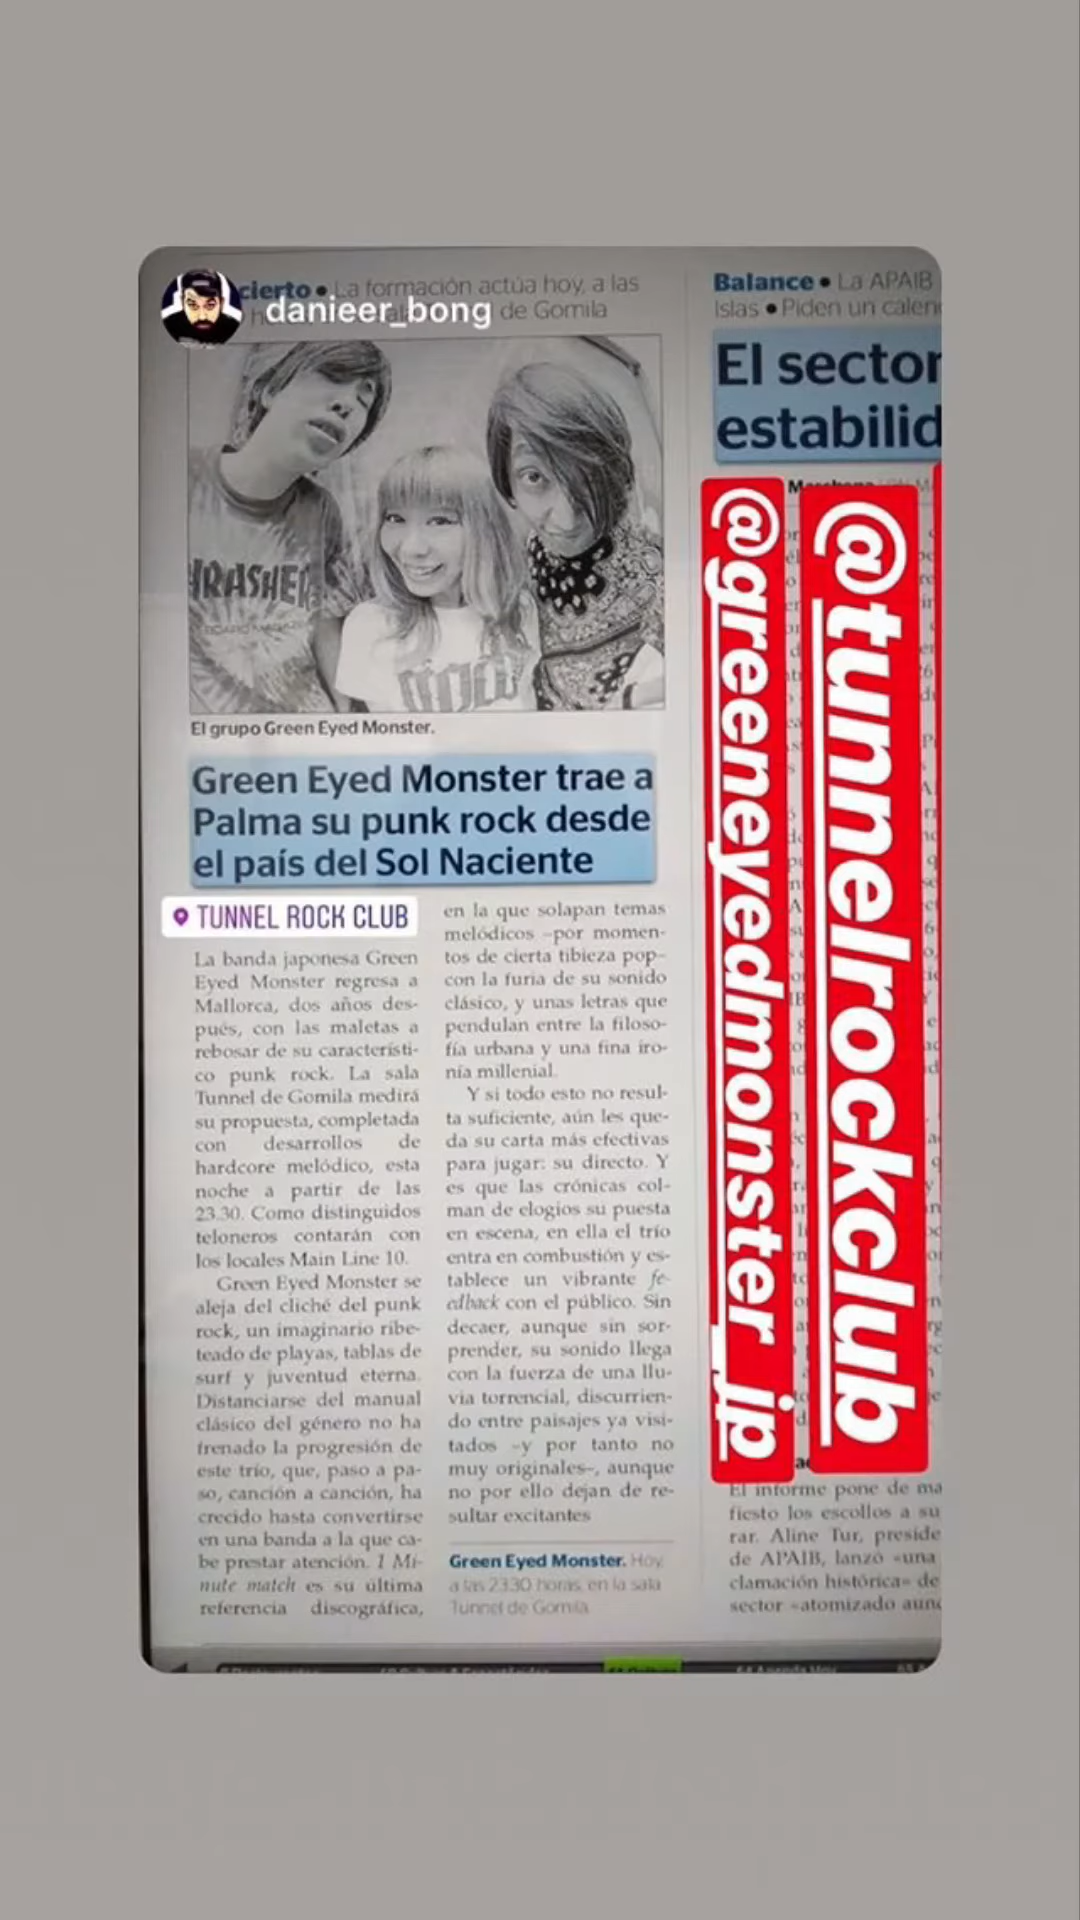 cierto • La formación actúa hoy, a las
de Gomila
danieer_bong
THRASHER
El grupo Green Eyed Monster.
Green Eyed Monster trae a
Palma su punk rock desde
el país del Sol Naciente
TUNNEL ROCK CLUB
La banda japonesa Green
Eyed Monster regresa a
Mallorca, dos años des-
pués, con las maletas a
rebosar de su característi-
co punk rock. La sala
Tunnel de Gomila medirá
su propuesta, completada
con desarrollos de
hardcore melódico, esta
noche a partir de las
23.30. Como distinguidos
teloneros contarán con
los locales Main Line 10.
Green Eyed Monster se
aleja del cliché del punk
rock, un imaginario ribe-
teado de playas, tablas de
surf y juventud eterna.
Distanciarse del manual
clásico del género no ha
frenado la progresión de
este trío, que, paso a pa-
so, canción a canción, ha
crecido hasta convertirse
en una banda a la que ca-
be prestar atención. 1 Mi-
nute match es su última
referencia discográfica,
en la que solapan temas
melódicos –por momen-
tos de cierta tibieza pop–
con la furia de su sonido
clásico, y unas letras que
pendulan entre la filoso-
fía urbana y una fina iro-
nía millenial.
Y si todo esto no resul-
ta suficiente, aún les que-
da su carta más efectivas
para jugar: su directo. Y
es que las crónicas col-
man de elogios su puesta
en escena, en ella el trío
entra en combustión y es-
tablece un vibrante fe-
edback con el público. Sin
decaer, aunque sin sor-
prender, su sonido llega
con la fuerza de una llu-
via torrencial, discurrien-
do entre paisajes ya visi-
tados –y por tanto no
muy originales–, aunque
no por ello dejan de re-
sultar excitantes
Green Eyed Monster. Hoy,
a las 23.30 horas, en la sala
Tunnel de Gomila
Balance • La APAIB
Islas • Piden un calen
El sector
estabilid
@greeneyedmonster_jp
@tunnelrockclub
El informe pone de ma
fiesto los escollos a su
rar. Aline Tur, preside
de APAIB, lanzó «una
clamación histórica» de
sector «atomizado aun